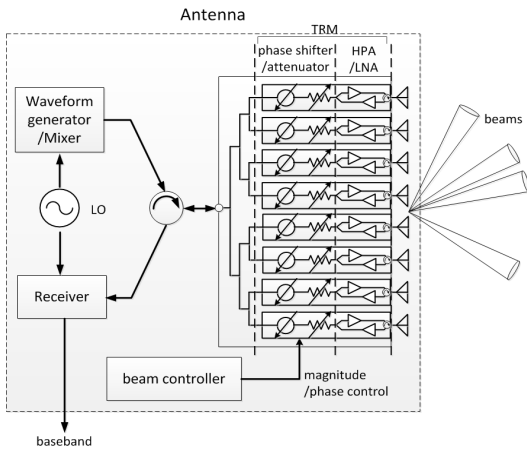 Antenna
TRM
phase shifter
/attenuator
HPA
/LNA
Waveform
generator
/Mixer
beams
LO
Receiver
beam controller
magnitude
/phase control
baseband